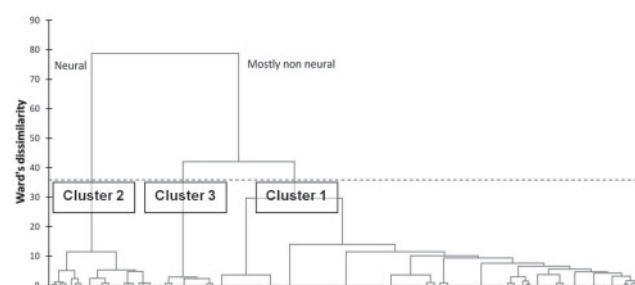 90
80
70
60
50
40
30
20
10
0
Ward's dissimilarity
Neural
Mostly non neural
Cluster 2
Cluster 3
Cluster 1